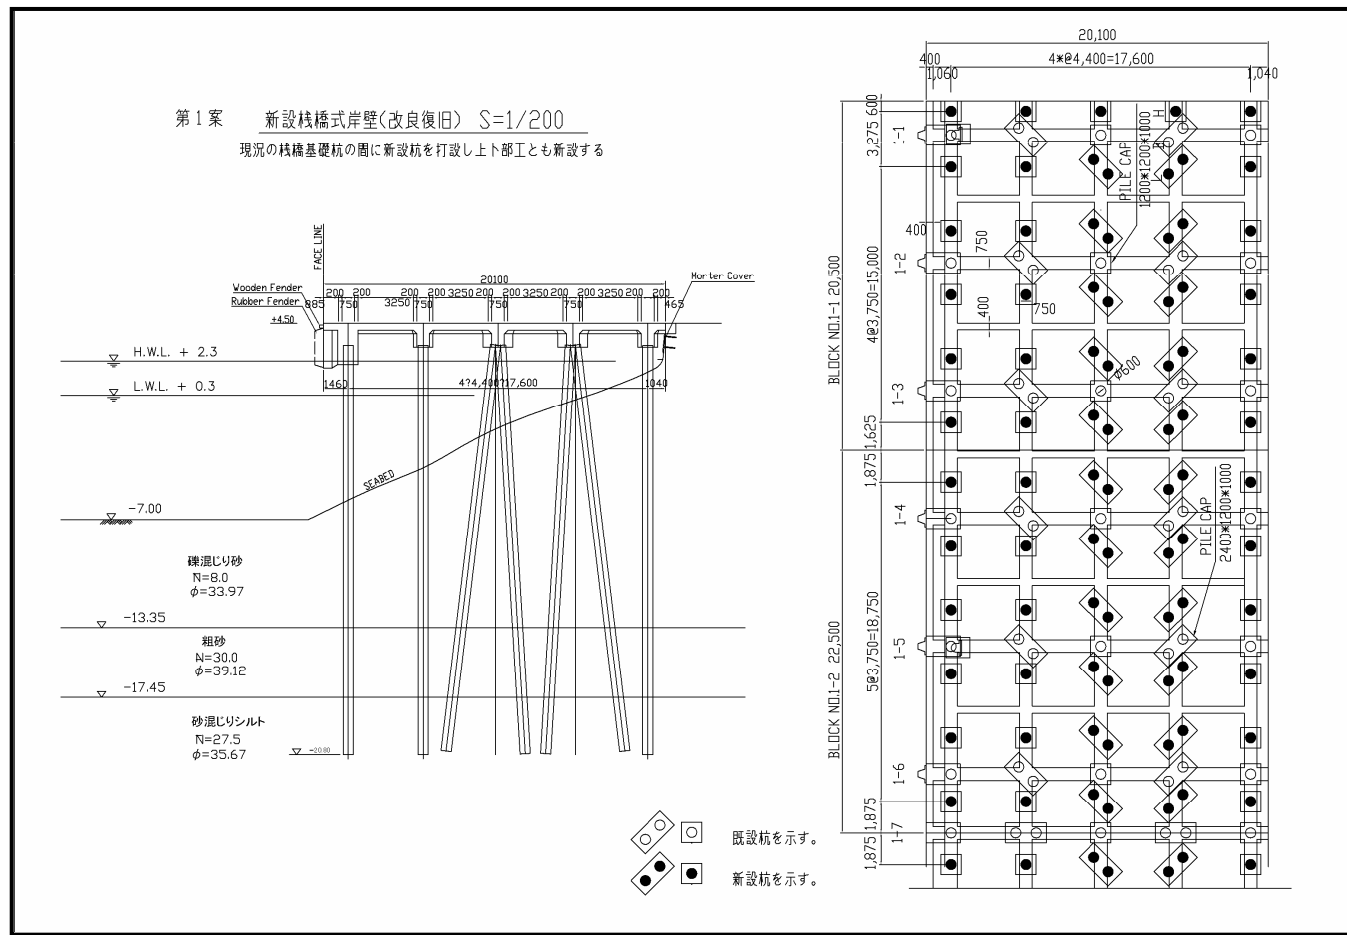 第1案 新設桟橋式岸壁(改良復旧) S=1/200
現況の桟橋基礎杭の間に新設杭を打設し上下部工とも新設する
FACE LINE
20100
Wooden Fender
Rubber Fender
Morter Cover
200 200 200 200 3250 200 200 3250 200 200 3250 200 200
885 750 3250 750 750 750 465
+4.50
H.W.L. + 2.3
L.W.L. + 0.3
1460 4?4,400?17,600 1040
SEABED
-7.00
礫混じり砂
N=8.0
φ=33.97
-13.35
粗砂
N=30.0
φ=39.12
-17.45
砂混じりシルト
N=27.5
φ=35.67
-20.80
既設杭を示す。
新設杭を示す。
20,100
400 4*@4,400=17,600
1,060 1,040
3,275 600
4@3,750=15,000
1,625
1,875
5@3,750=18,750
1,875
1,875
BLOCK NO.1-1 20,500
BLOCK NO.1-2 22,500
-1
1-2
1-3
1-4
1-5
1-6
1-7
400
750
400
750
H
L
PILE CAP
1200*1200*1000
Ø600
PILE CAP
2400*1200*1000